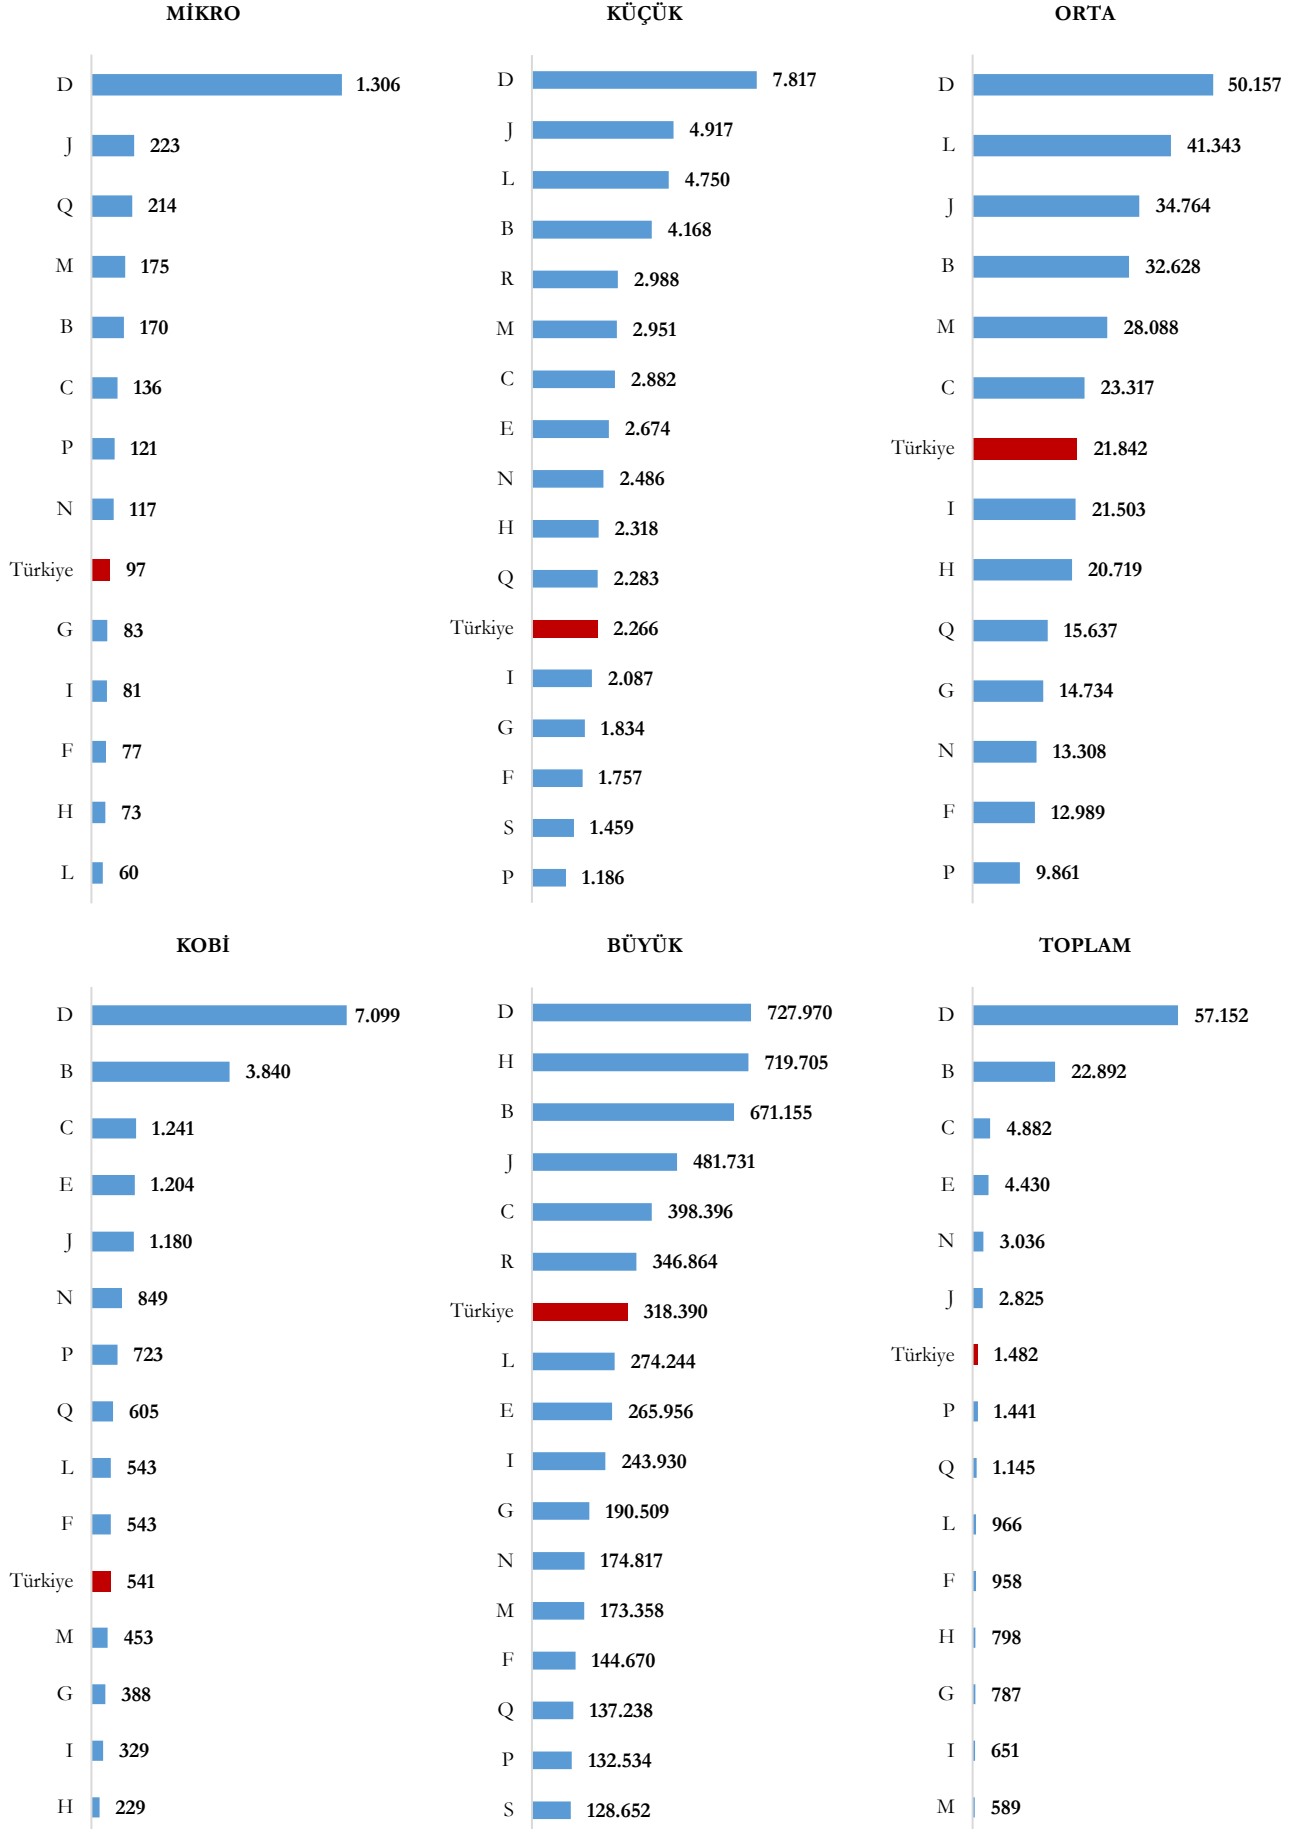 MİKRO
D 1.306
J 223
Q 214
M 175
B 170
C 136
P 121
N 117
Türkiye 97
G 83
I 81
F 77
H 73
L 60
KÜÇÜK
D 7.817
J 4.917
L 4.750
B 4.168
R 2.988
M 2.951
C 2.882
E 2.674
N 2.486
H 2.318
Q 2.283
Türkiye 2.266
I 2.087
G 1.834
F 1.757
S 1.459
P 1.186
ORTA
D 50.157
L 41.343
J 34.764
B 32.628
M 28.088
C 23.317
Türkiye 21.842
I 21.503
H 20.719
Q 15.637
G 14.734
N 13.308
F 12.989
P 9.861
KOBİ
D 7.099
B 3.840
C 1.241
E 1.204
J 1.180
N 849
P 723
Q 605
L 543
F 543
Türkiye 541
M 453
G 388
I 329
H 229
BÜYÜK
D 727.970
H 719.705
B 671.155
J 481.731
C 398.396
R 346.864
Türkiye 318.390
L 274.244
E 265.956
I 243.930
G 190.509
N 174.817
M 173.358
F 144.670
Q 137.238
P 132.534
S 128.652
TOPLAM
D 57.152
B 22.892
C 4.882
E 4.430
N 3.036
J 2.825
Türkiye 1.482
P 1.441
Q 1.145
L 966
F 958
H 798
G 787
I 651
M 589